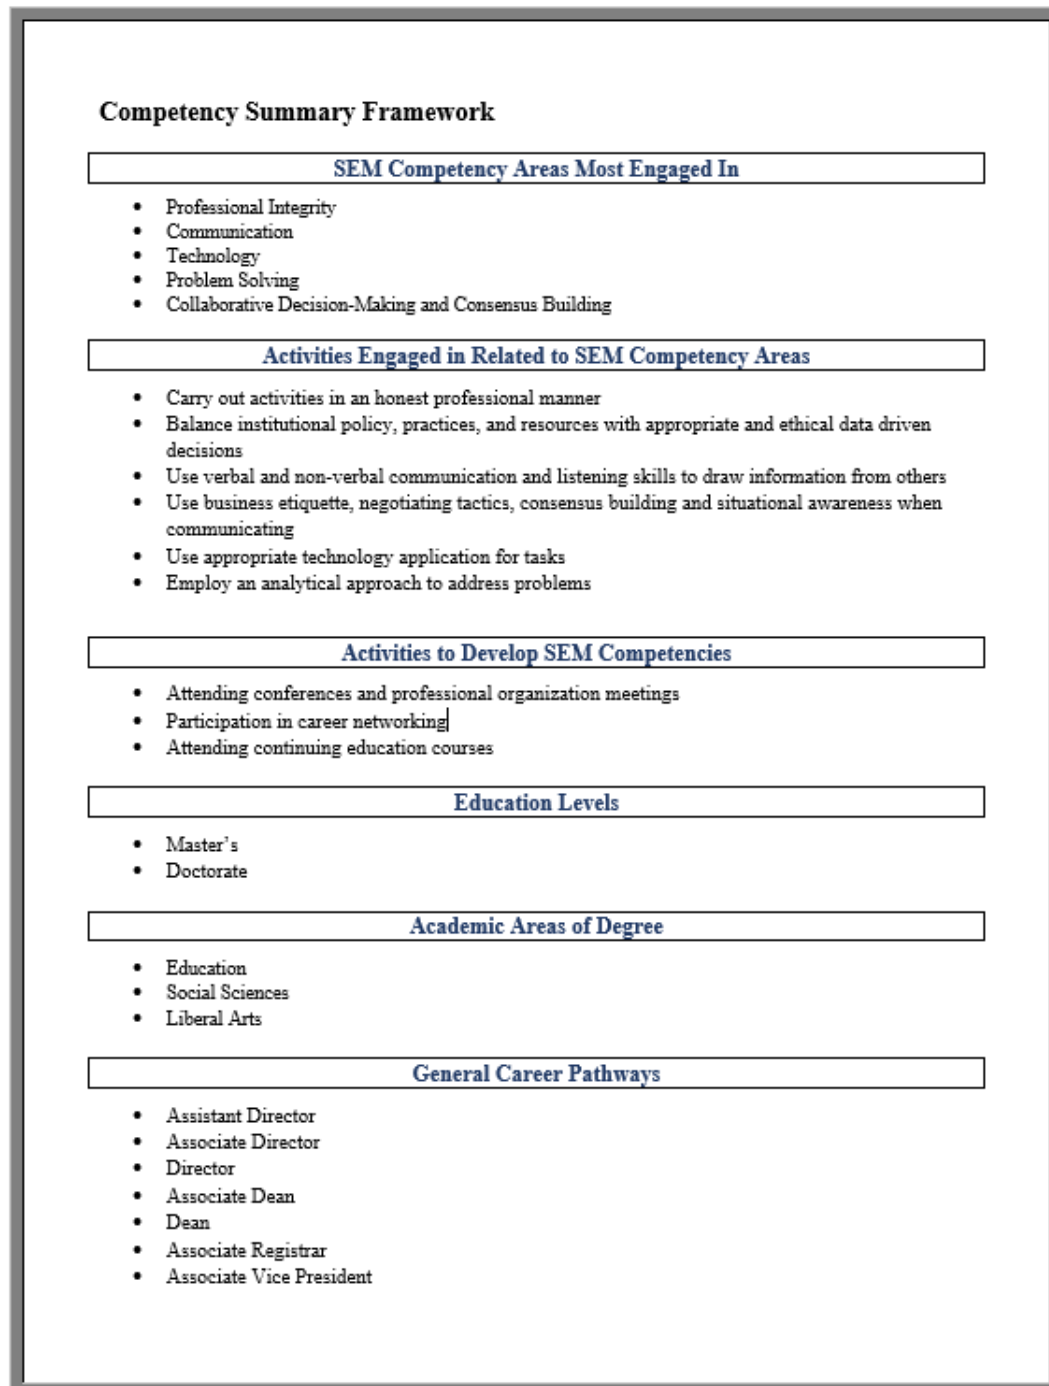 Competency Summary Framework
SEM Competency Areas Most Engaged In
• Professional Integrity
• Communication
• Technology
• Problem Solving
• Collaborative Decision-Making and Consensus Building
Activities Engaged in Related to SEM Competency Areas
• Carry out activities in an honest professional manner
• Balance institutional policy, practices, and resources with appropriate and ethical data driven
decisions
• Use verbal and non-verbal communication and listening skills to draw information from others
• Use business etiquette, negotiating tactics, consensus building and situational awareness when
communicating
• Use appropriate technology application for tasks
• Employ an analytical approach to address problems
Activities to Develop SEM Competencies
• Attending conferences and professional organization meetings
• Participation in career networking
• Attending continuing education courses
Education Levels
• Master’s
• Doctorate
Academic Areas of Degree
• Education
• Social Sciences
• Liberal Arts
General Career Pathways
• Assistant Director
• Associate Director
• Director
• Associate Dean
• Dean
• Associate Registrar
• Associate Vice President